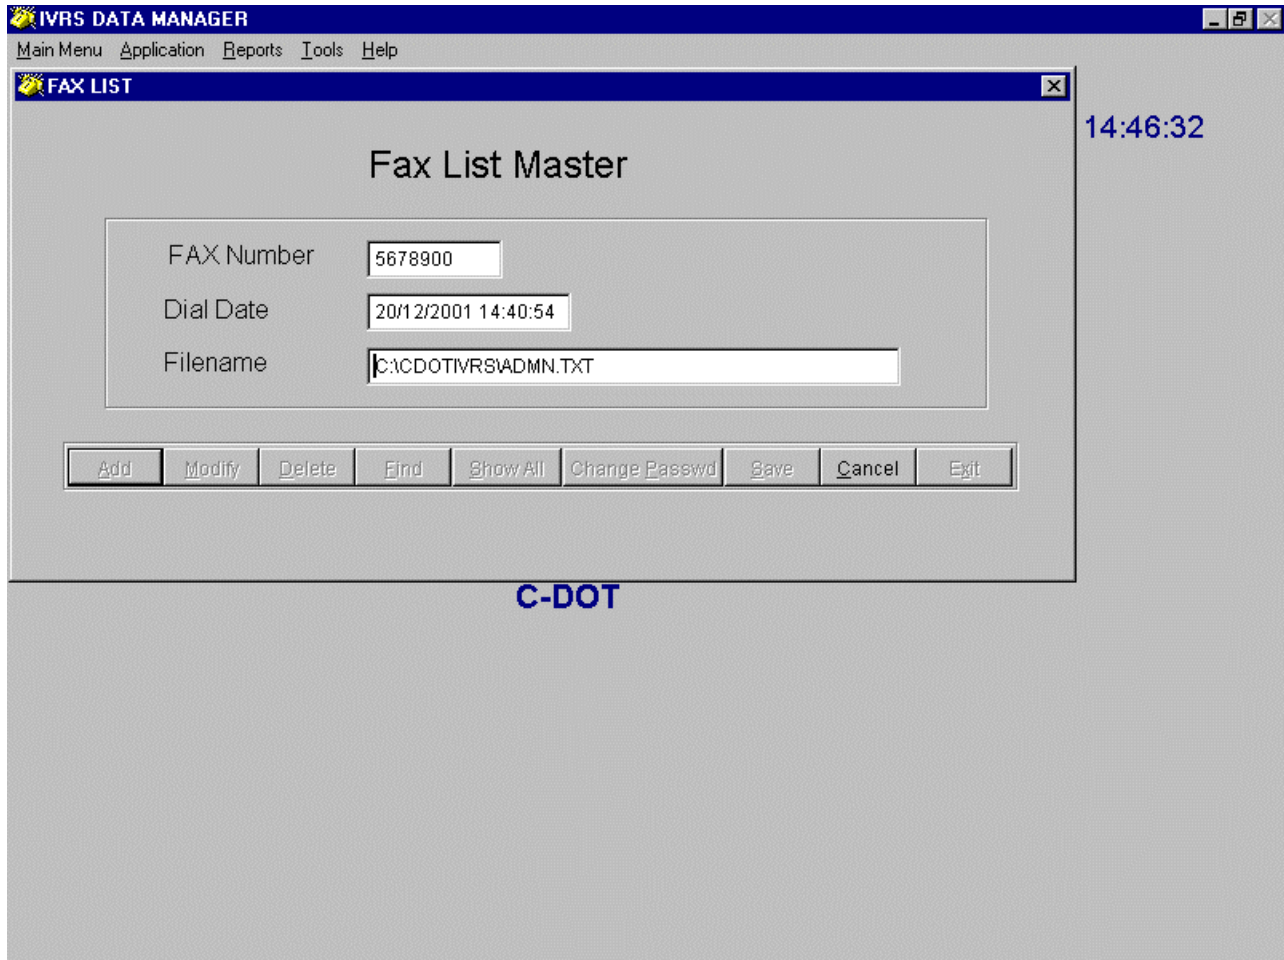 IVRS DATA MANAGER
Main Menu Application Reports Tools Help
FAX LIST
14:46:32
Fax List Master
FAX Number 5678900
Dial Date 20/12/2001 14:40:54
Filename C:\CDOTIVRS\ADMN.TXT
Add Modify Delete Find Show All Change Passwd Save Cancel Exit
C-DOT